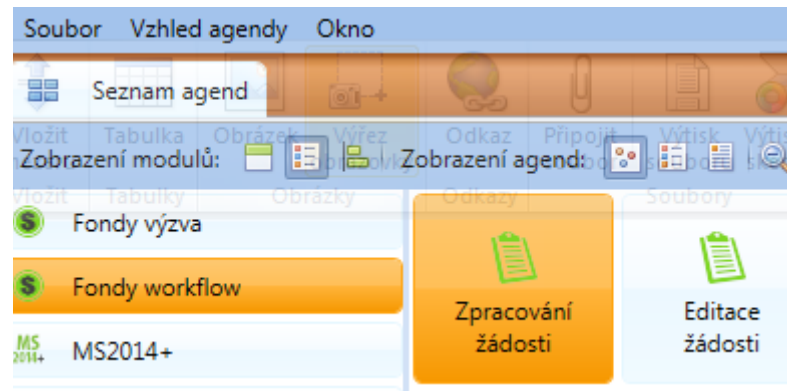 Soubor Vzhled agendy Okno
Seznam agend
Vložit Tabulka Obrázek Výřez Odkaz Připojit Výtisk
Zobrazení modulů: Zobrazení agend:
Vložit Tabulky Obrázky Odkazy Soubory
Fondy výzva
Fondy workflow
MS2014+
MS
2014+
Zpracování
žádosti
Editace
žádosti